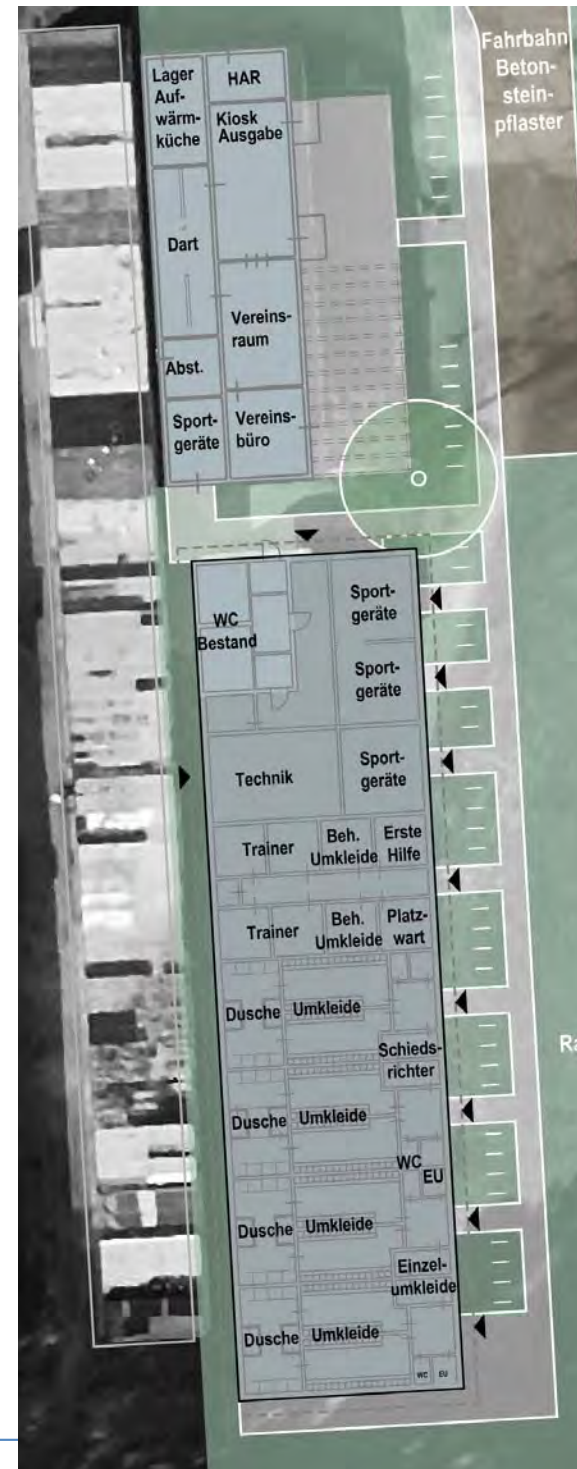 Fahrbahn
Beton-
stein-
pflaster
Lager
Auf-
wärm-
küche
HAR
Kiosk
Ausgabe
Dart
Vereins-
raum
Abst.
Sport-
geräte
Vereins-
büro
WC
Bestand
Sport-
geräte
Sport-
geräte
Technik
Sport-
geräte
Trainer
Beh.
Umkleide
Erste
Hilfe
Trainer
Beh.
Umkleide
Platz-
wart
Dusche
Umkleide
Schieds-
richter
Ra
Dusche
Umkleide
WC
EU
Dusche
Umkleide
Einzel-
umkleide
Dusche
Umkleide
WC
EU